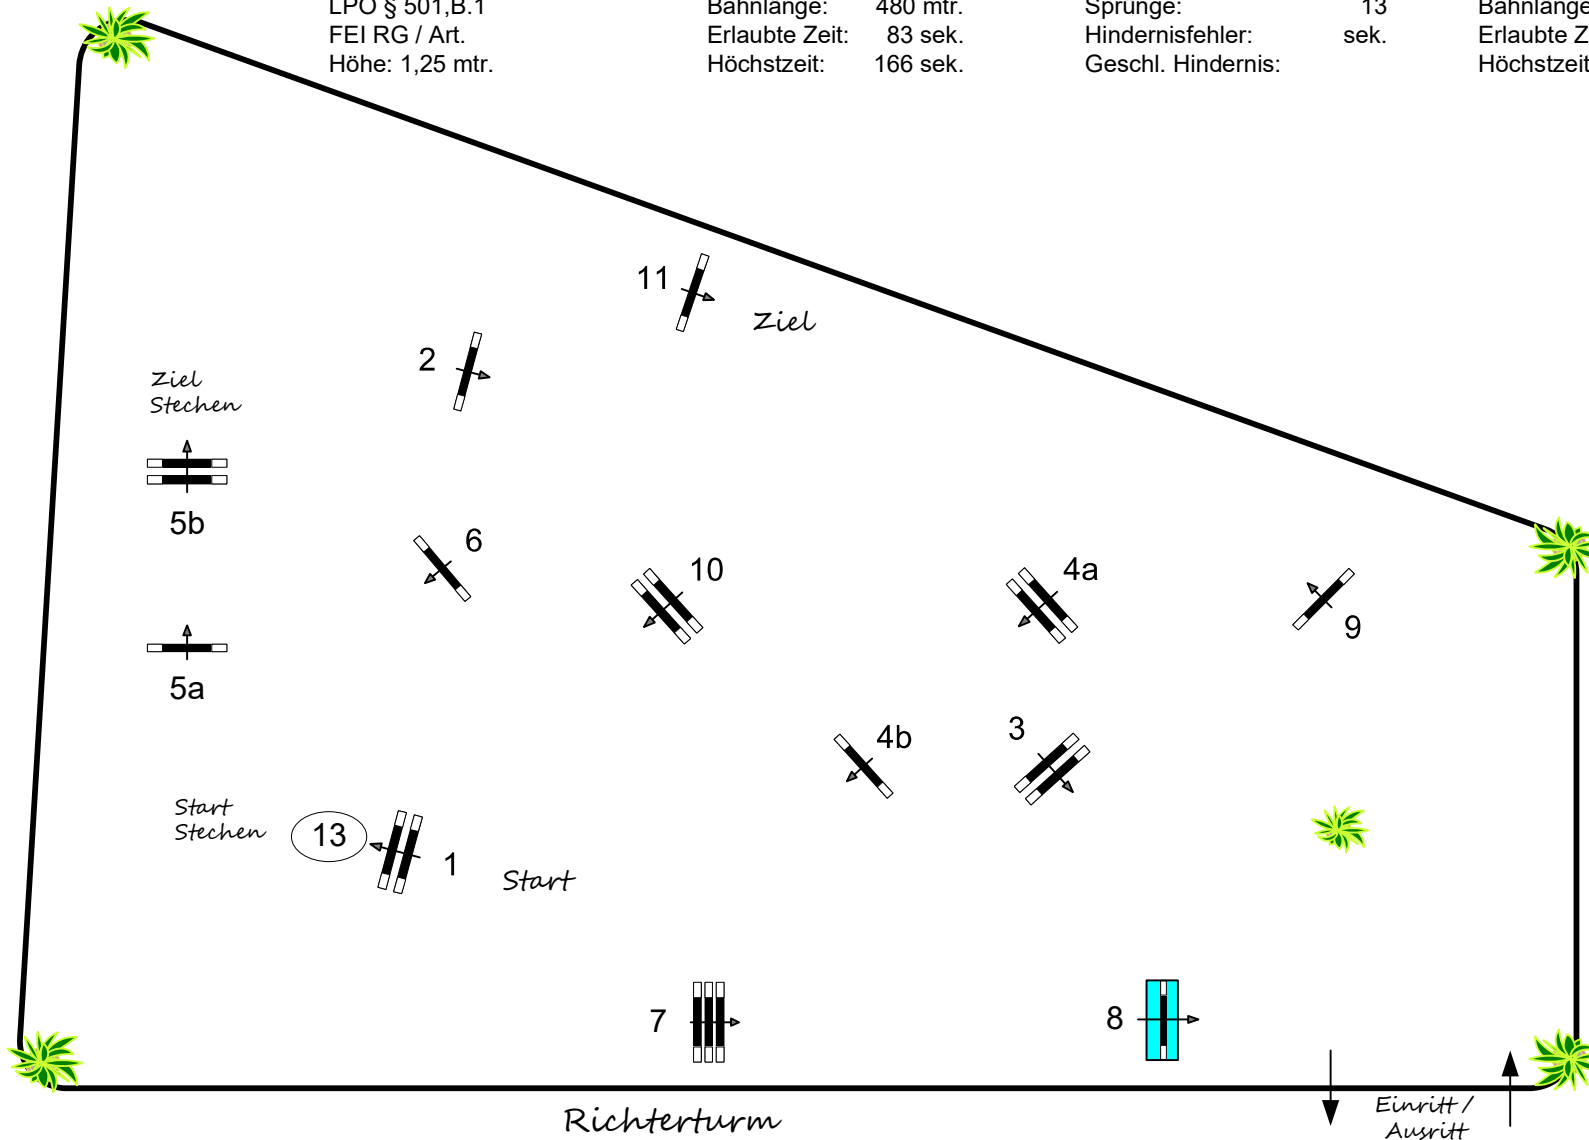 LPO § 501,B.1 Bahnlänge: 480 mtr. Sprünge: 13 Bahnlänge
FEI RG / Art. Erlaubte Zeit: 83 sek. Hindernisfehler: sek. Erlaubte Z
Höhe: 1,25 mtr. Höchstzeit: 166 sek. Geschl. Hindernis: Höchstzeit
11
Ziel
2
Ziel
Stechen
5b
6
10
4a
9
5a
4b
3
Start
Stechen
13
1
Start
7
8
Richterturm
Einritt /
Ausritt